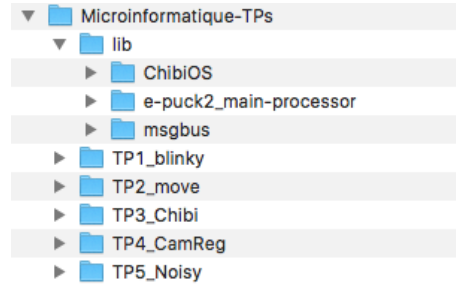 Microinformatique-TPs
lib
ChibiOS
e-puck2_main-processor
msgbus
TP1_blinky
TP2_move
TP3_Chibi
TP4_CamReg
TP5_Noisy